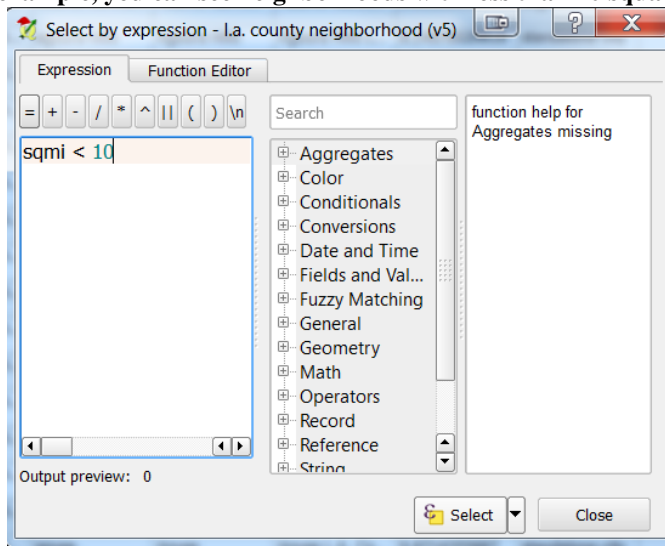 Select by expression - l.a. county neighborhood (v5)
Expression
Function Editor
= + - / * ^ || ( ) \n
sqmi < 10
Output preview: 0
Search
Aggregates
Color
Conditionals
Conversions
Date and Time
Fields and Val...
Fuzzy Matching
General
Geometry
Math
Operators
Record
Reference
String
function help for
Aggregates missing
Select
Close